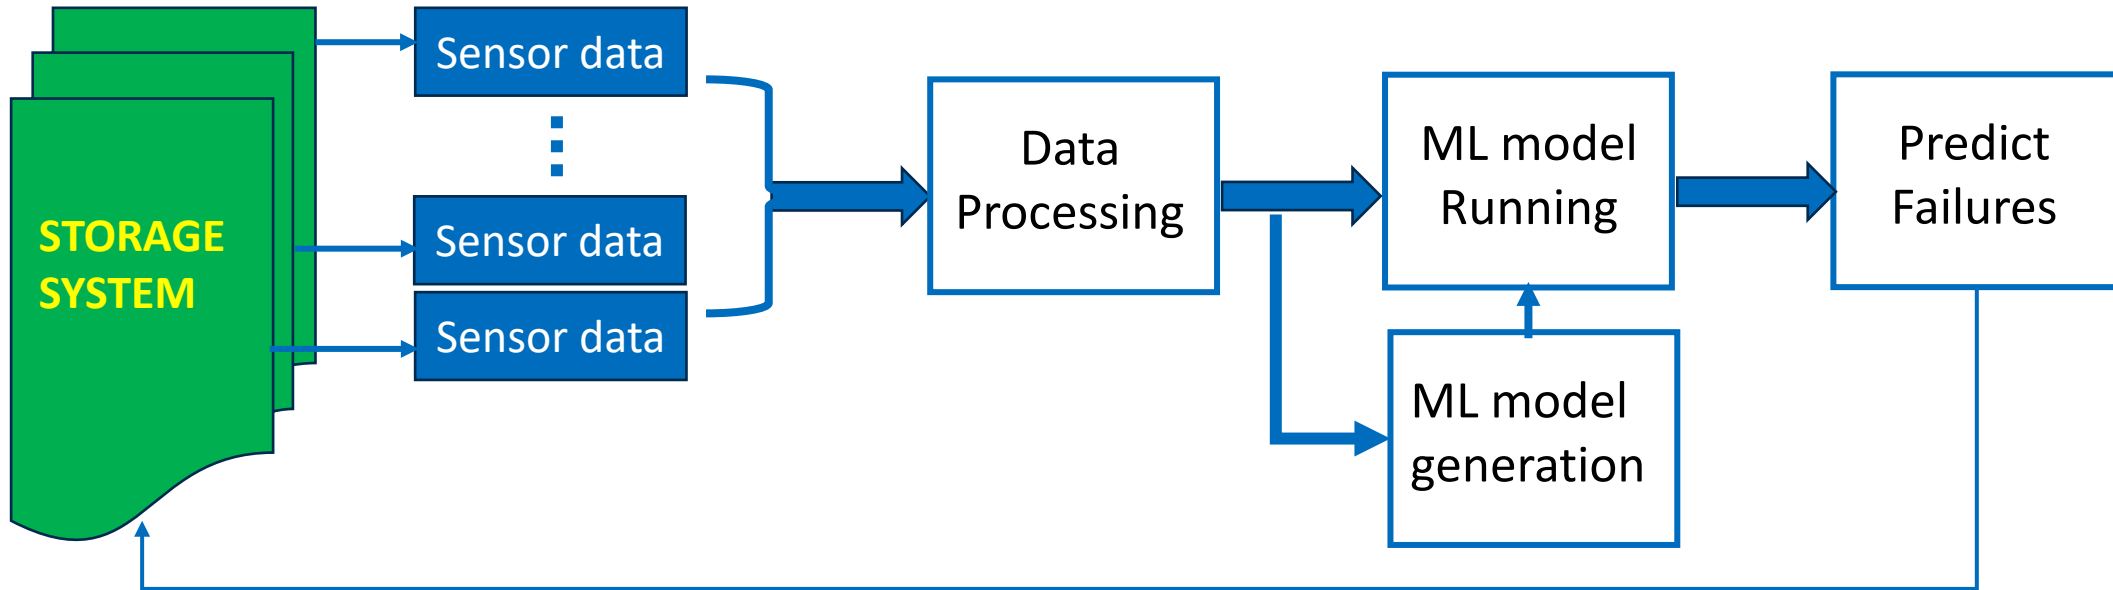 STORAGE
SYSTEM
Sensor data
Sensor data
Sensor data
Data
Processing
ML model
Running
ML model
generation
Predict
Failures